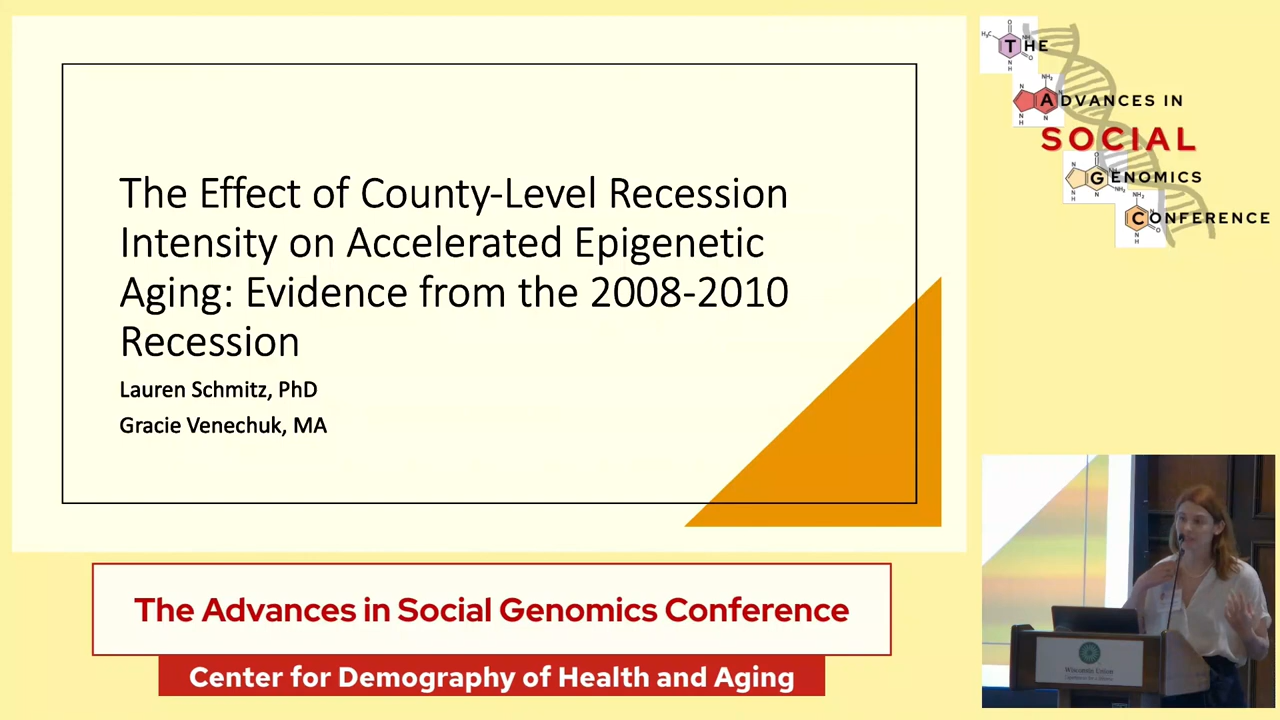 The Effect of County-Level Recession
Intensity on Accelerated Epigenetic
Aging: Evidence from the 2008-2010
Recession
Lauren Schmitz, PhD
Gracie Venechuk, MA
THE
ADVANCES IN
SOCIAL
GENOMICS
CONFERENCE
The Advances in Social Genomics Conference
Center for Demography of Health and Aging
Wisconsin Union